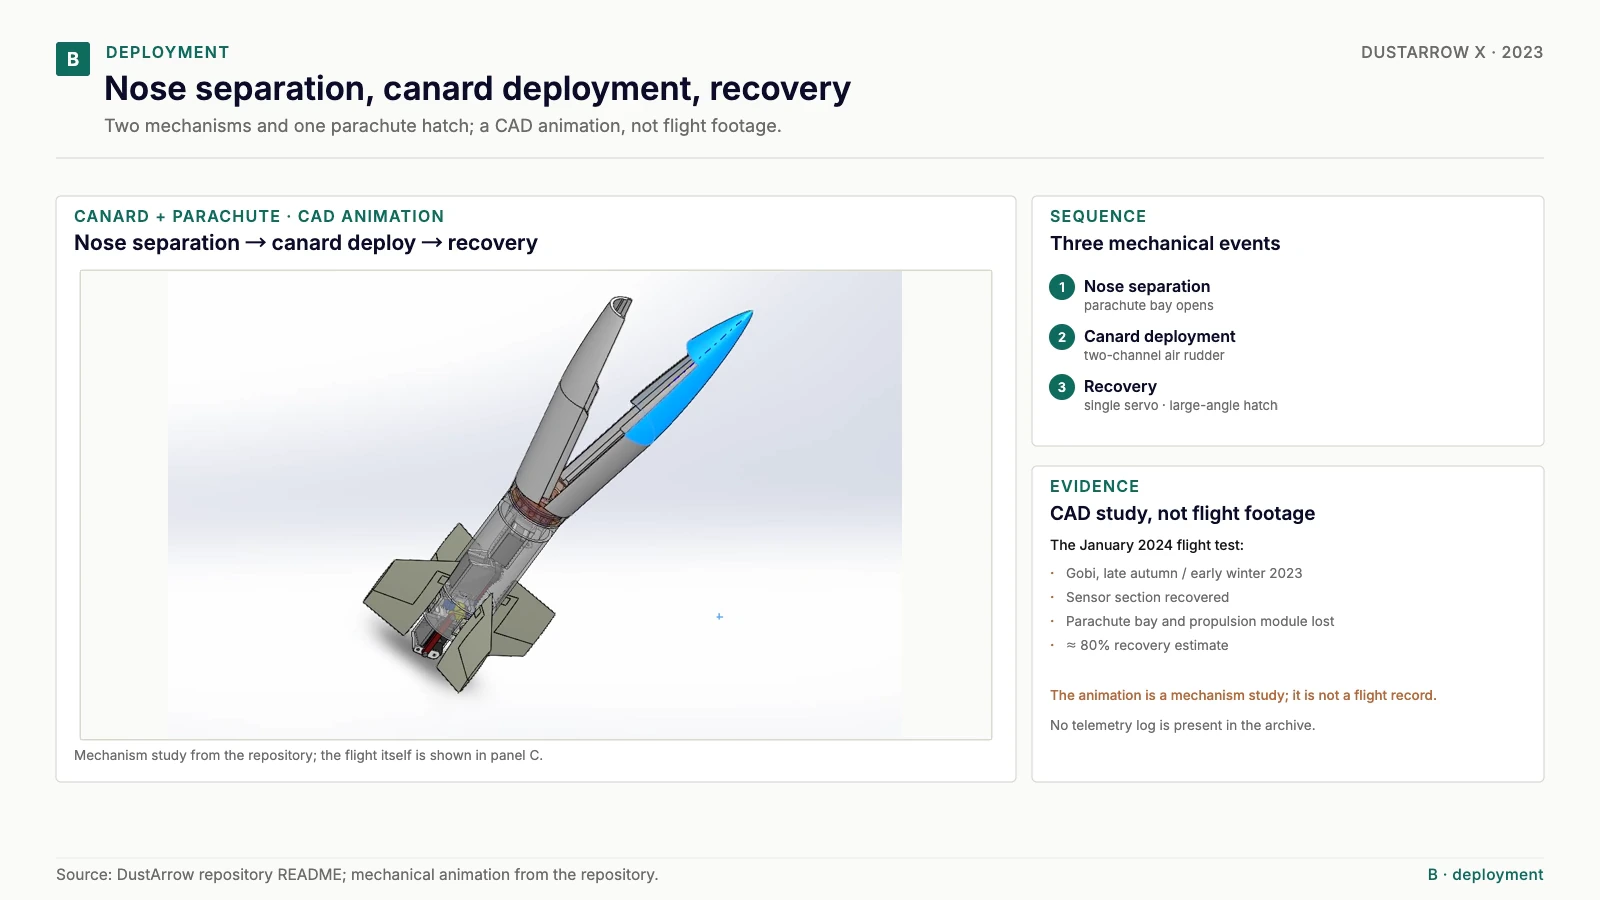 B
DEPLOYMENT
DUSTARROW X · 2023
Nose separation, canard deployment, recovery
Two mechanisms and one parachute hatch; a CAD animation, not flight footage.
CANARD + PARACHUTE · CAD ANIMATION
Nose separation → canard deploy → recovery
Mechanism study from the repository; the flight itself is shown in panel C.
SEQUENCE
Three mechanical events
1 Nose separation
parachute bay opens
2 Canard deployment
two-channel air rudder
3 Recovery
single servo · large-angle hatch
EVIDENCE
CAD study, not flight footage
The January 2024 flight test:
· Gobi, late autumn / early winter 2023
· Sensor section recovered
· Parachute bay and propulsion module lost
· ≈ 80% recovery estimate
The animation is a mechanism study; it is not a flight record.
No telemetry log is present in the archive.
Source: DustArrow repository README; mechanical animation from the repository.
B · deployment